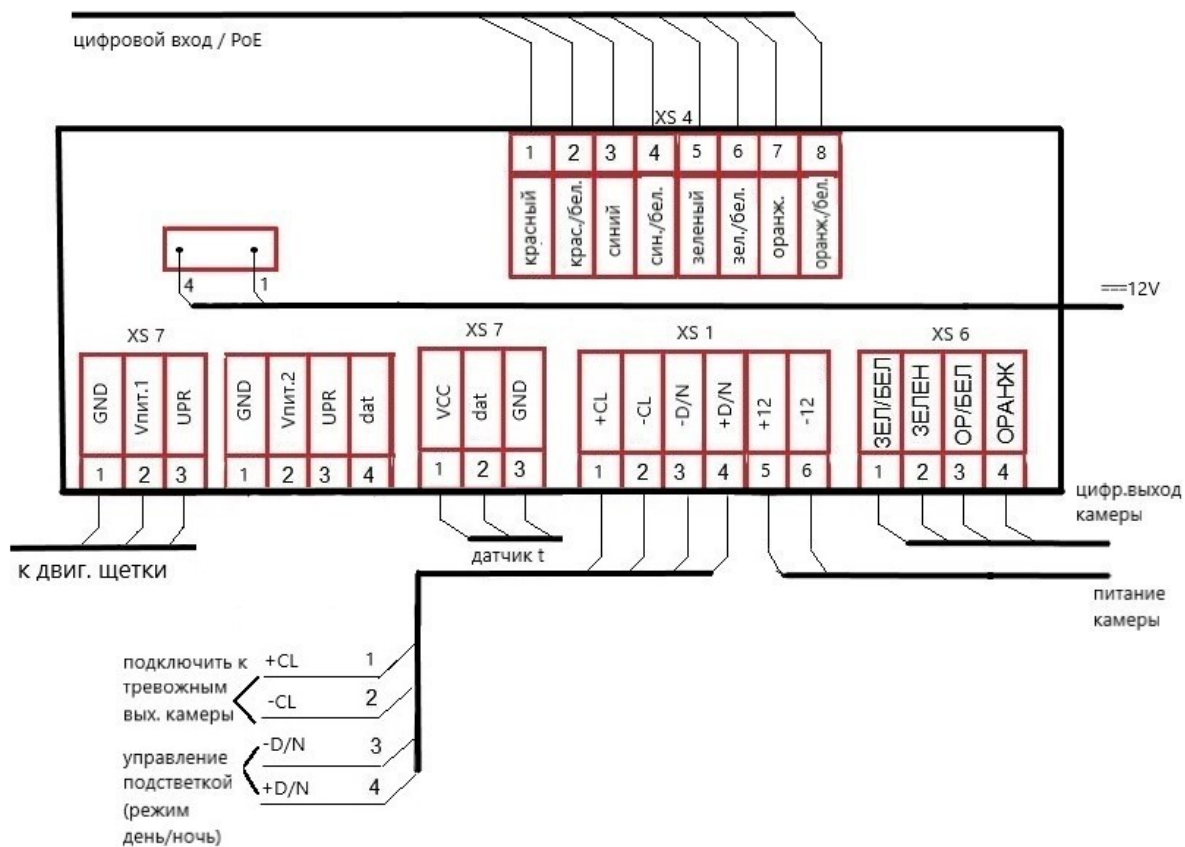 цифровой вход / PoE
XS 4
1 2 3 4 5 6 7 8
красный
крас./бел.
синий
син./бел.
зеленый
зел./бел.
оранж.
оранж./бел.
4 1
===12V
XS 7
GND
Vпит.1
UPR
1 2 3
GND
Vпит.2
UPR
dat
1 2 3 4
XS 7
VCC
dat
GND
1 2 3
XS 1
+CL
-CL
-D/N
+D/N
+12
-12
1 2 3 4 5 6
XS 6
ЗЕЛ/БЕЛ
ЗЕЛЕН
ОР/БЕЛ
ОРАНЖ
1 2 3 4
цифр.выход
камеры
к двиг. щетки
датчик t
питание
камеры
подключить к
тревожным
вых. камеры
+CL 1
-CL 2
управление
подстветкой
(режим
день/ночь)
-D/N 3
+D/N 4